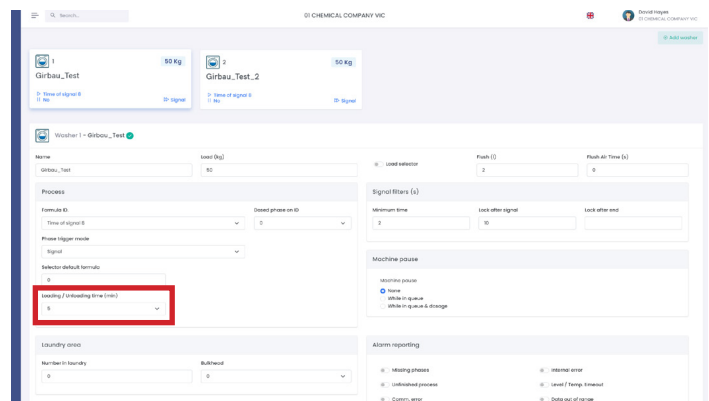 Search...
01 CHEMICAL COMPANY VIC
David Hayes
01 CHEMICAL COMPANY VIC
Add washer
1
50 Kg
Girbau_Test
Time of signal 8
No
Signal
2
50 Kg
Girbau_Test_2
Time of signal 8
No
Signal
Washer 1 - Girbau_Test
Name
Load (kg)
Load selector
Flush (l)
Flush Air Time (s)
Girbau_Test
50
2
0
Process
Signal filters (s)
Formula ID
Dosed phase on ID
Minimum time
Lock after signal
Lock after end
Time of signal 8
0
2
10
Phase trigger mode
Signal
Machine pause
Selector default formula
0
Machine pause
None
While in queue
While in queue & dosage
Loading / Unloading time (min)
5
Laundry area
Alarm reporting
Number in laundry
Bulkhead
0
0
Missing phases
Internal error
Unfinished process
Level / Temp. timeout
Comm. error
Data out of range